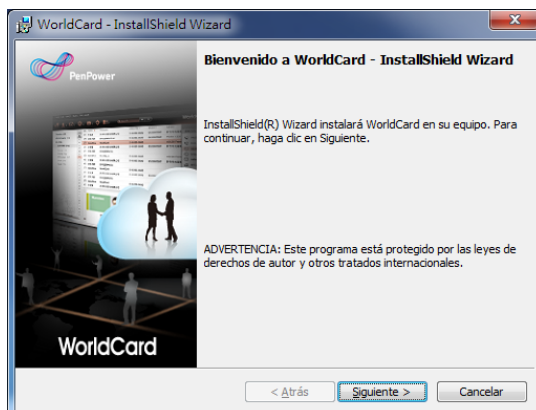 WorldCard - InstallShield Wizard
PenPower
Bienvenido a WorldCard - InstallShield Wizard
InstallShield(R) Wizard instalará WorldCard en su equipo. Para
continuar, haga clic en Siguiente.
ADVERTENCIA: Este programa está protegido por las leyes de
derechos de autor y otros tratados internacionales.
WorldCard
< Atrás
Siguiente >
Cancelar